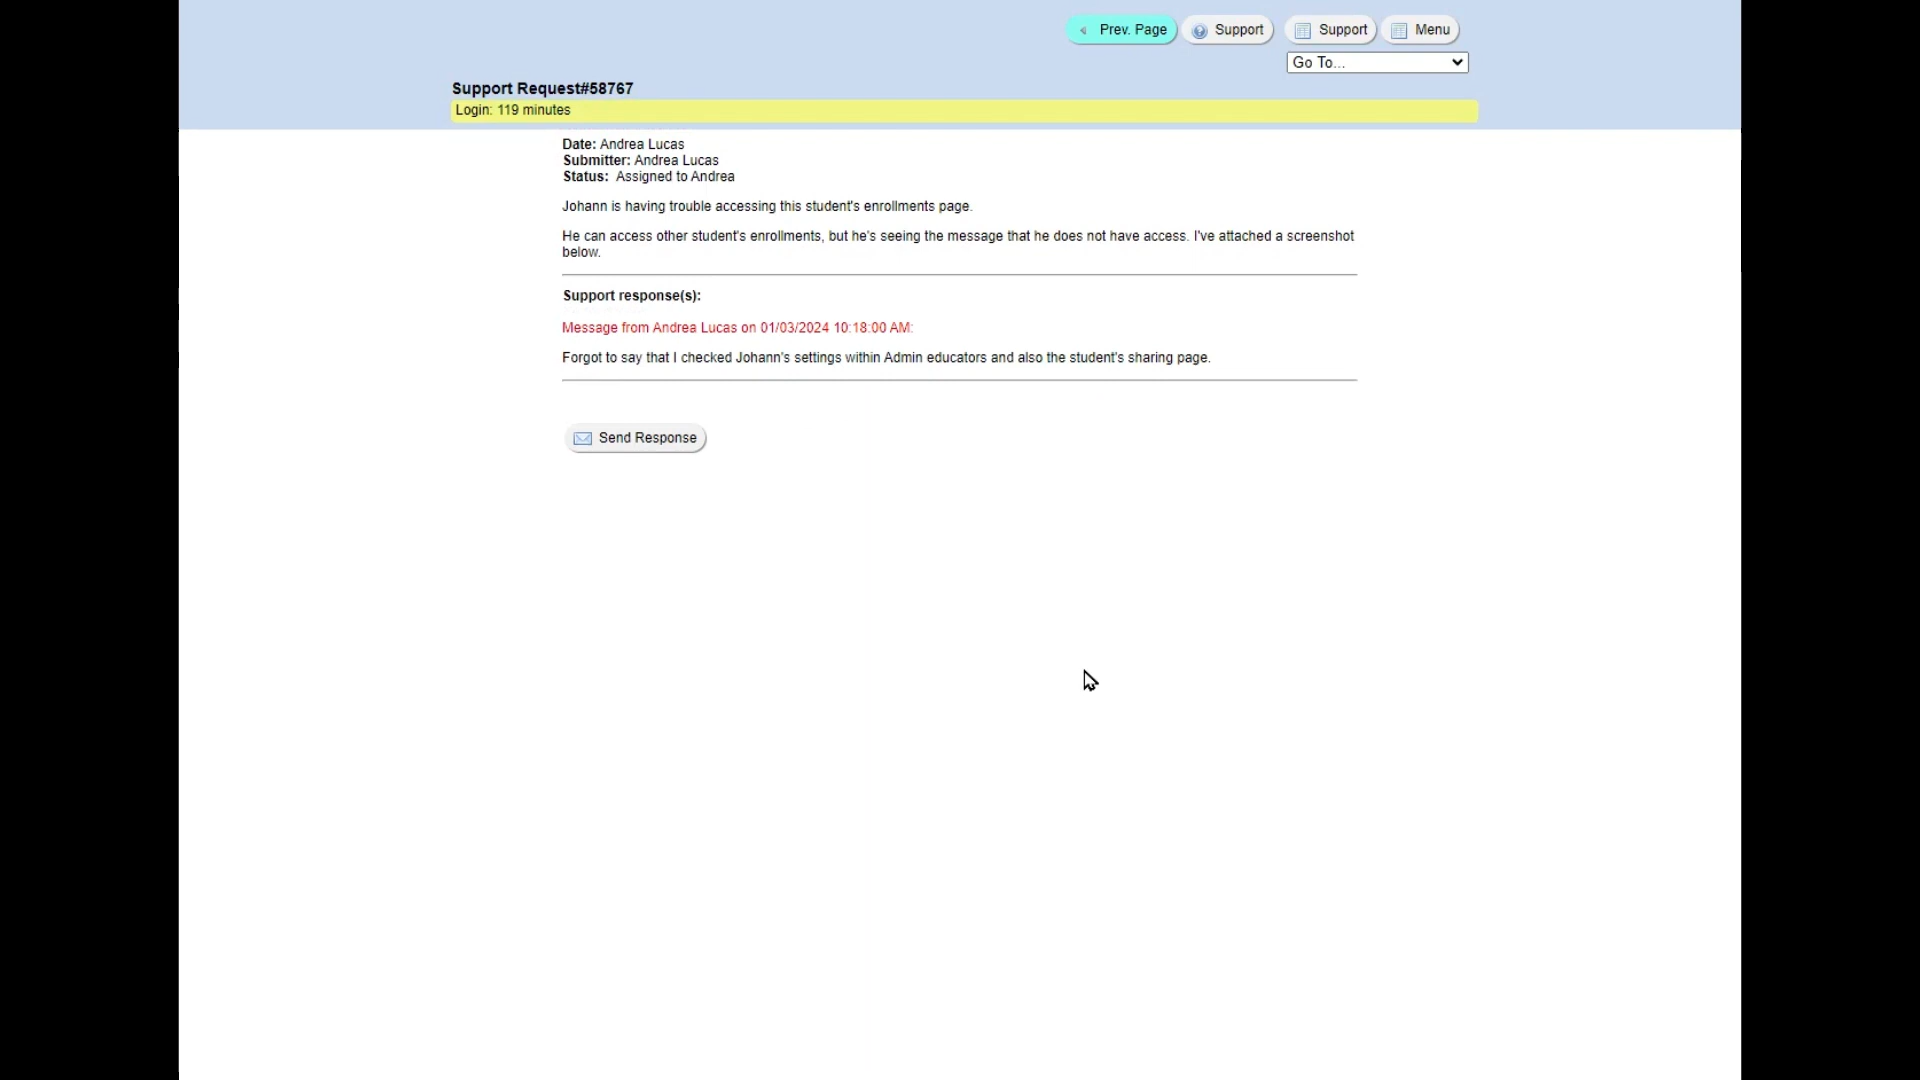 Prev. Page Support Support Menu
Go To...
Support Request#58767
Login: 119 minutes
Date: Andrea Lucas
Submitter: Andrea Lucas
Status: Assigned to Andrea
Johann is having trouble accessing this student's enrollments page.
He can access other student's enrollments, but he's seeing the message that he does not have access. I've attached a screenshot
below.
Support response(s):
Message from Andrea Lucas on 01/03/2024 10:18:00 AM:
Forgot to say that I checked Johann's settings within Admin educators and also the student's sharing page.
Send Response